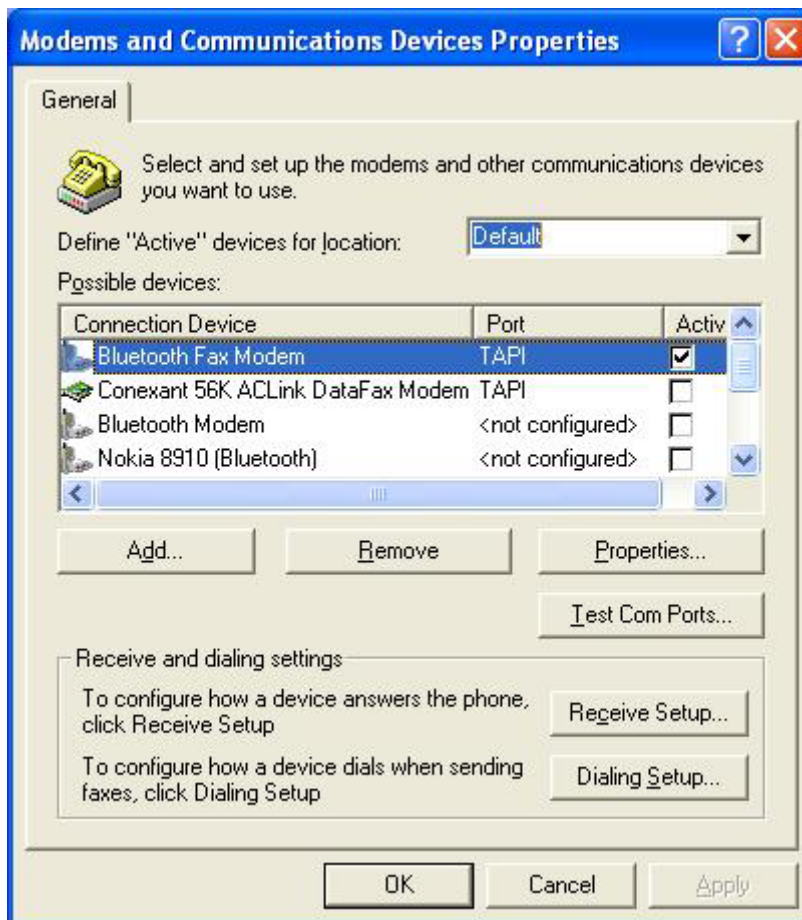 Modems and Communications Devices Properties
General
Select and set up the modems and other communications devices
you want to use.
Define "Active" devices for location:
Default
Possible devices:
Connection Device Port Activ
Bluetooth Fax Modem TAPI
Conexant 56K ACLink DataFax Modem TAPI
Bluetooth Modem <not configured>
Nokia 8910 (Bluetooth) <not configured>
Add... Remove Properties...
Test Com Ports...
Receive and dialing settings
To configure how a device answers the phone,
click Receive Setup
Receive Setup...
To configure how a device dials when sending
faxes, click Dialing Setup
Dialing Setup...
OK Cancel Apply